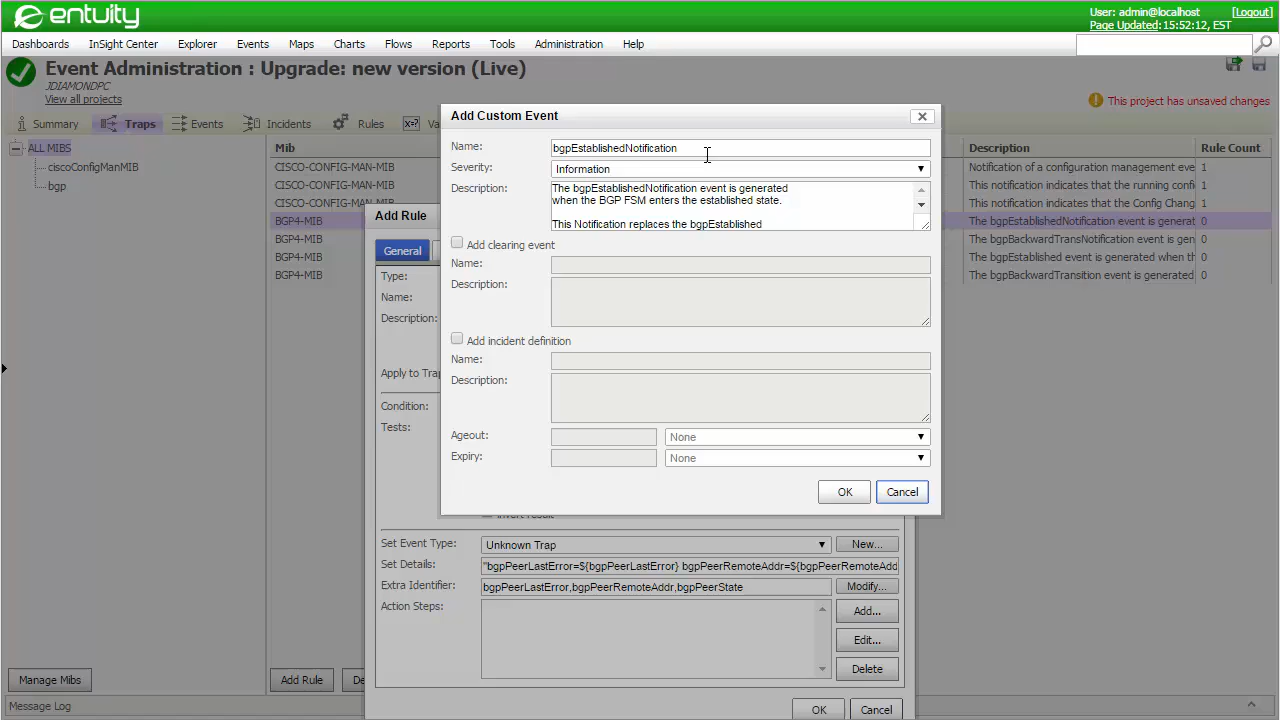 entuity
User: admin@localhost [Logout]
Page Updated: 15:52:12, EST
Dashboards InSight Center Explorer Events Maps Charts Flows Reports Tools Administration Help
Event Administration : Upgrade: new version (Live)
JDIAMONDPC
View all projects
This project has unsaved changes
Summary Traps Events Incidents Rules Va
ALL MIBS
ciscoConfigManMIB
bgp
Mib Description Rule Count
CISCO-CONFIG-MAN-MIB Notification of a configuration management ever 1
CISCO-CONFIG-MAN-MIB This notification indicates that the running config 1
This notification indicates that the Config Chang 1
BGP4-MIB The bgpEstablishedNotification event is generat 0
BGP4-MIB The bgpBackwardTransNotification event is gener 0
BGP4-MIB The bgpEstablished event is generated when the 0
BGP4-MIB The bgpBackwardTransition event is generated 0
Add Custom Event
Name: bgpEstablishedNotification
Severity: Information
Description: The bgpEstablishedNotification event is generated
when the BGP FSM enters the established state.
This Notification replaces the bgpEstablished
Add clearing event
Name:
Description:
Add incident definition
Name:
Description:
Ageout: None
Expiry: None
OK Cancel
Add Rule
General
Type:
Name:
Description:
Apply to Trap
Condition:
Tests:
Set Event Type: Unknown Trap New...
Set Details: "bgpPeerLastError=${bgpPeerLastError} bgpPeerRemoteAddr=${bgpPeerRemoteAdd
Extra Identifier: bgpPeerLastError,bgpPeerRemoteAddr,bgpPeerState Modify...
Action Steps: Add...
Edit...
Delete
OK Cancel
Manage Mibs Add Rule De
Message Log